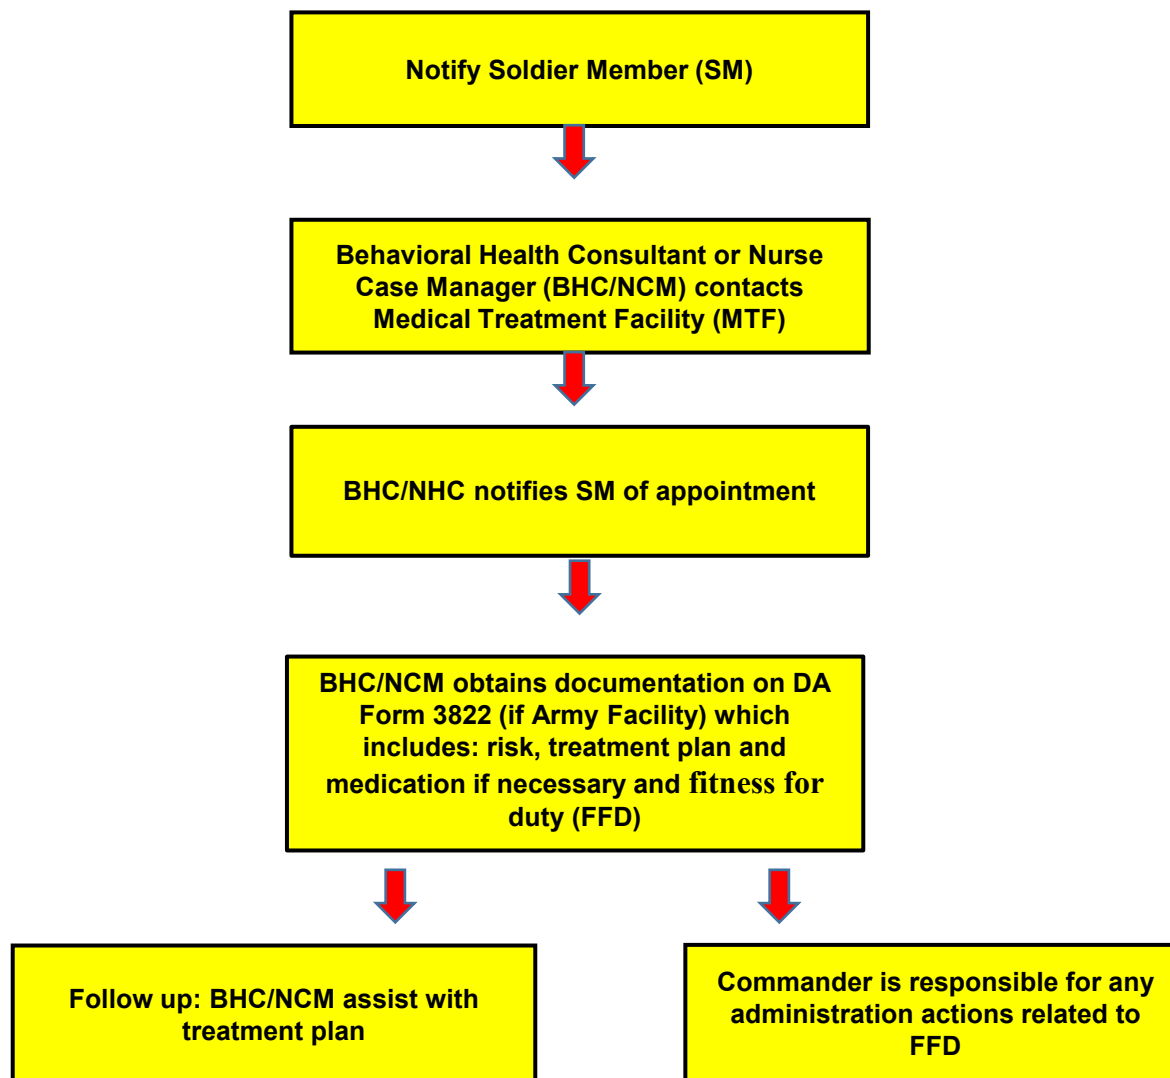 Notify Soldier Member (SM)
Behavioral Health Consultant or Nurse
Case Manager (BHC/NCM) contacts
Medical Treatment Facility (MTF)
BHC/NHC notifies SM of appointment
BHC/NCM obtains documentation on DA
Form 3822 (if Army Facility) which
includes: risk, treatment plan and
medication if necessary and fitness for
duty (FFD)
Follow up: BHC/NCM assist with
treatment plan
Commander is responsible for any
administration actions related to
FFD